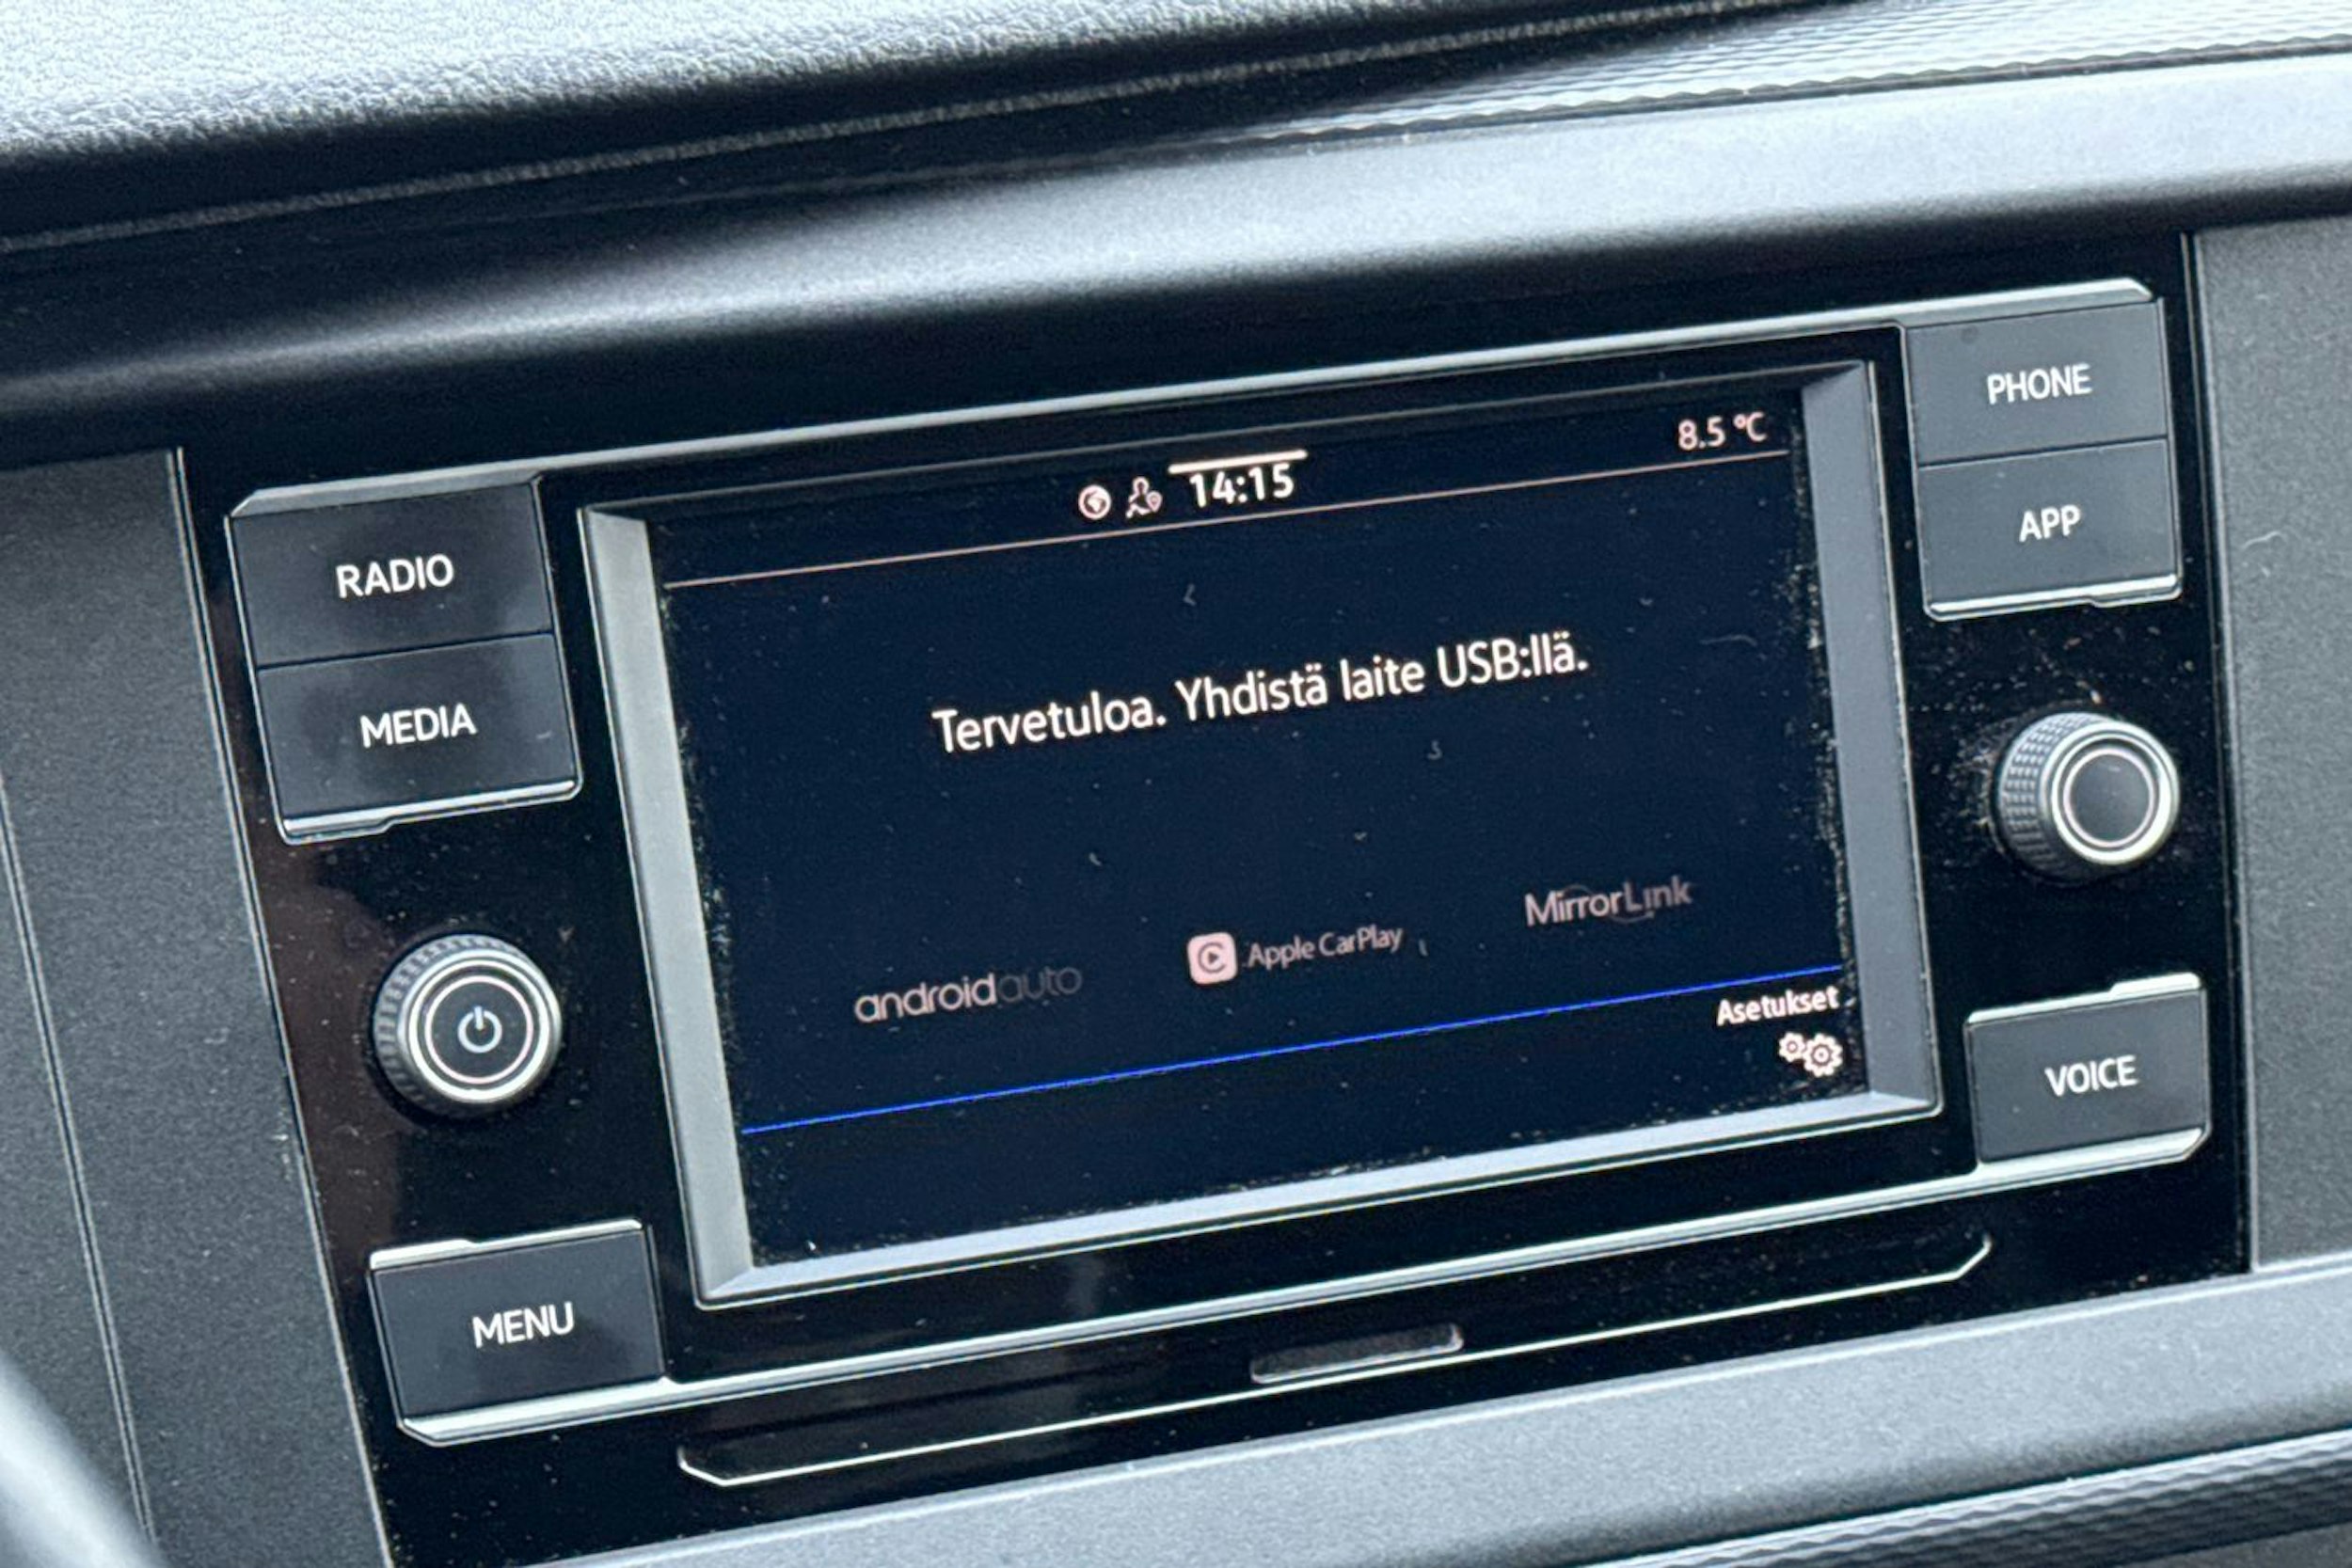 RADIO
MEDIA
MENU
14:15
8.5 °C
Tervetuloa. Yhdistä laite USB:llä.
androidauto
Apple CarPlay
MirrorLink
Asetukset
PHONE
APP
VOICE